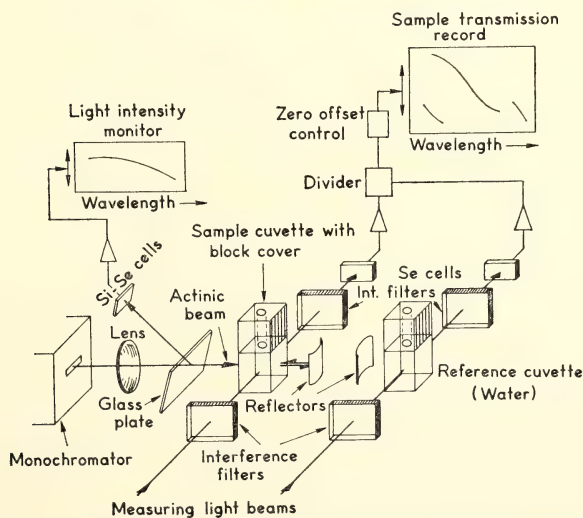 Sample transmission
record
Light intensity
monitor
Zero offset
control
Wavelength
Wavelength
Divider
Sample cuvette with
block cover
Si-Se cells
Se cells
Int. filters
Actinic
beam
Lens
Glass
plate
Reflectors
Reference cuvette
(Water)
Monochromator
Interference
filters
Measuring light beams